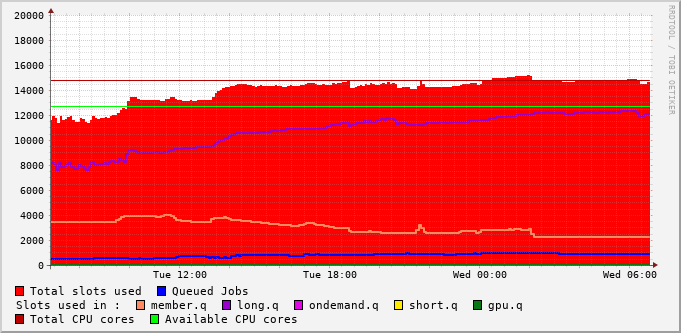 20000
18000
16000
14000
12000
10000
8000
6000
4000
2000
0
Tue 12:00 Tue 18:00 Wed 00:00 Wed 06:00
RRDTOOL / TOBI OETIKER
Total slots used Queued Jobs
Slots used in : member.q long.q ondemand.q short.q gpu.q
Total CPU cores Available CPU cores